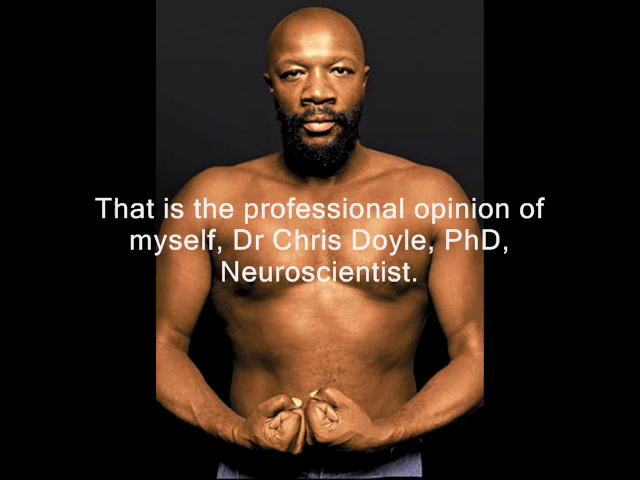 That is the professional opinion of
myself, Dr Chris Doyle, PhD,
Neuroscientist.